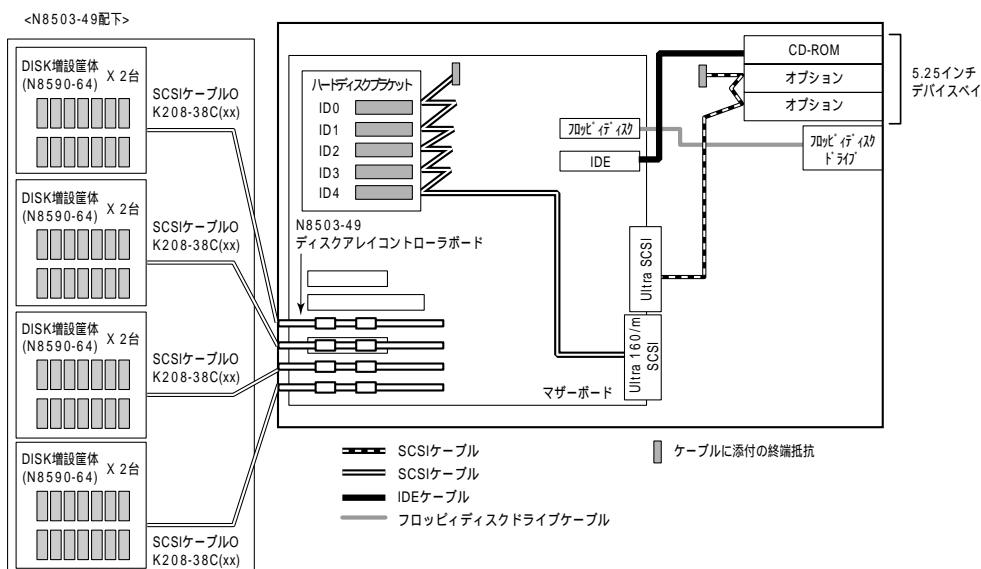 <N8503-49配下>
DISK増設筐体
(N8590-64)
X 2台
SCSIケーブルO
K208-38C(xx)
DISK増設筐体
(N8590-64)
X 2台
SCSIケーブルO
K208-38C(xx)
DISK増設筐体
(N8590-64)
X 2台
SCSIケーブルO
K208-38C(xx)
DISK増設筐体
(N8590-64)
X 2台
SCSIケーブルO
K208-38C(xx)
ハードディスクブラケット
ID0
ID1
ID2
ID3
ID4
N8503-49
ディスクアレイコントローラボード
フロッピィディスク
IDE
Ultra SCSI
Ultra 160/m
SCSI
マザーボード
CD-ROM
オプション
オプション
フロッピィディスク
ドライブ
5.25インチ
デバイスベイ
SCSIケーブル
SCSIケーブル
IDEケーブル
フロッピィディスクドライブケーブル
ケーブルに添付の終端抵抗